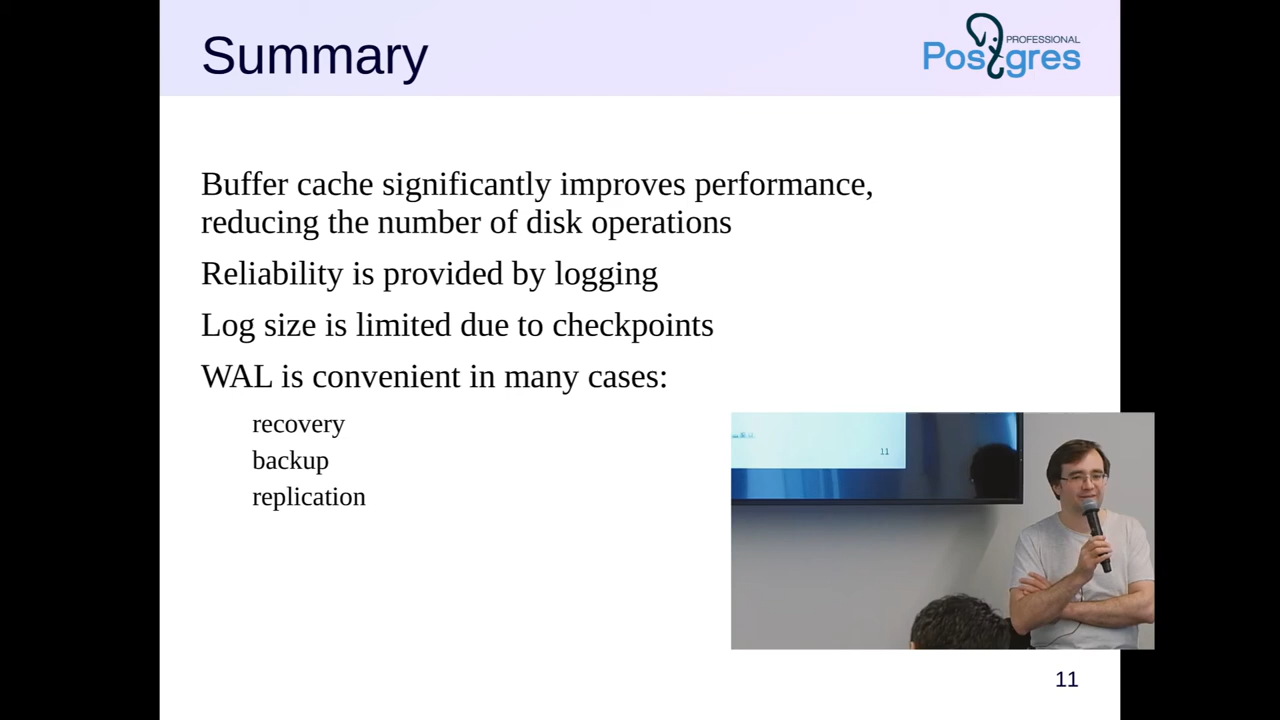 Summary
PROFESSIONAL
Postgres
Buffer cache significantly improves performance,
reducing the number of disk operations
Reliability is provided by logging
Log size is limited due to checkpoints
WAL is convenient in many cases:
recovery
backup
replication
11
11